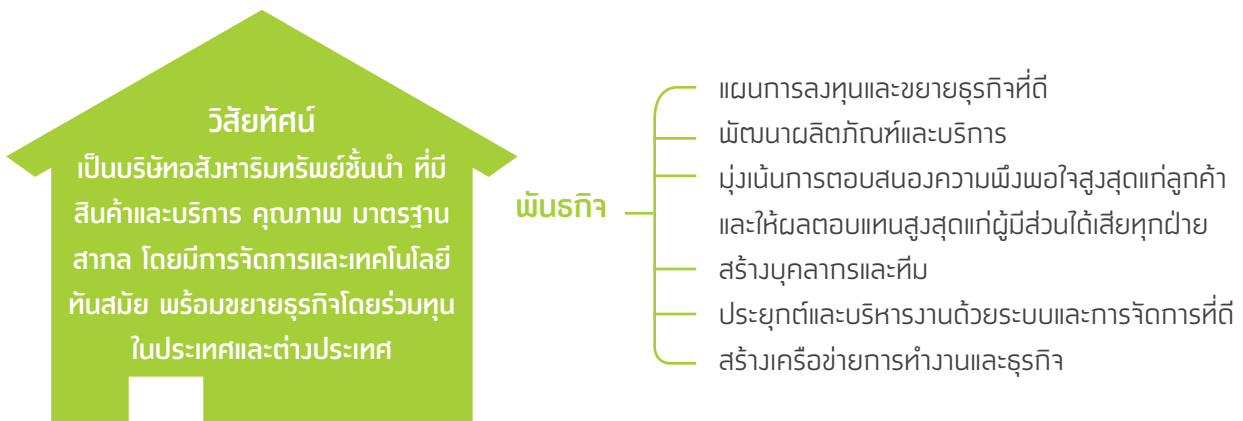 วิสัยทัศน์
เป็นบริษัทอสังหาริมทรัพย์ชั้นนำ ที่มี
สินค้าและบริการ คุณภาพ มาตรฐาน
สากล โดยมีการจัดการและเทคโนโลยี
ทันสมัย พร้อมขยายธุรกิจโดยร่วมทุน
ในประเทศและต่างประเทศ
พันธกิจ
แผนการลงทุนและขยายธุรกิจที่ดี
พัฒนาผลิตภัณฑ์และบริการ
มุ่งเน้นการตอบสนองความพึงพอใจสูงสุดแก่ลูกค้า
และให้ผลตอบแทนสูงสุดแก่ผู้มีส่วนได้เสียทุกฝ่าย
สร้างบุคลากรและทีม
ประยุกต์และบริหารงานด้วยระบบและการจัดการที่ดี
สร้างเครือข่ายการทำงานและธุรกิจ